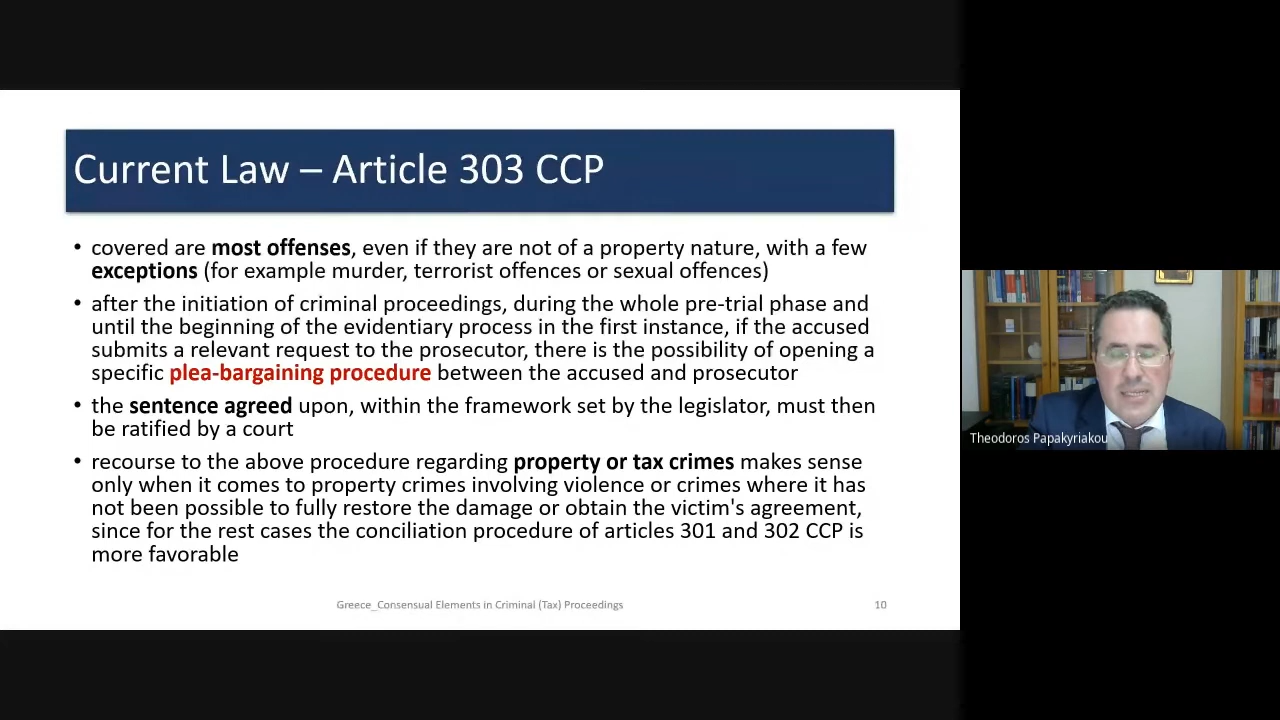 Current Law – Article 303 CCP
• covered are most offenses, even if they are not of a property nature, with a few
exceptions (for example murder, terrorist offences or sexual offences)
• after the initiation of criminal proceedings, during the whole pre-trial phase and
until the beginning of the evidentiary process in the first instance, if the accused
submits a relevant request to the prosecutor, there is the possibility of opening a
specific plea-bargaining procedure between the accused and prosecutor
• the sentence agreed upon, within the framework set by the legislator, must then
be ratified by a court
• recourse to the above procedure regarding property or tax crimes makes sense
only when it comes to property crimes involving violence or crimes where it has
not been possible to fully restore the damage or obtain the victim's agreement,
since for the rest cases the conciliation procedure of articles 301 and 302 CCP is
more favorable
Greece_Consensual Elements in Criminal (Tax) Proceedings
10
Theodoros Papakyriakou